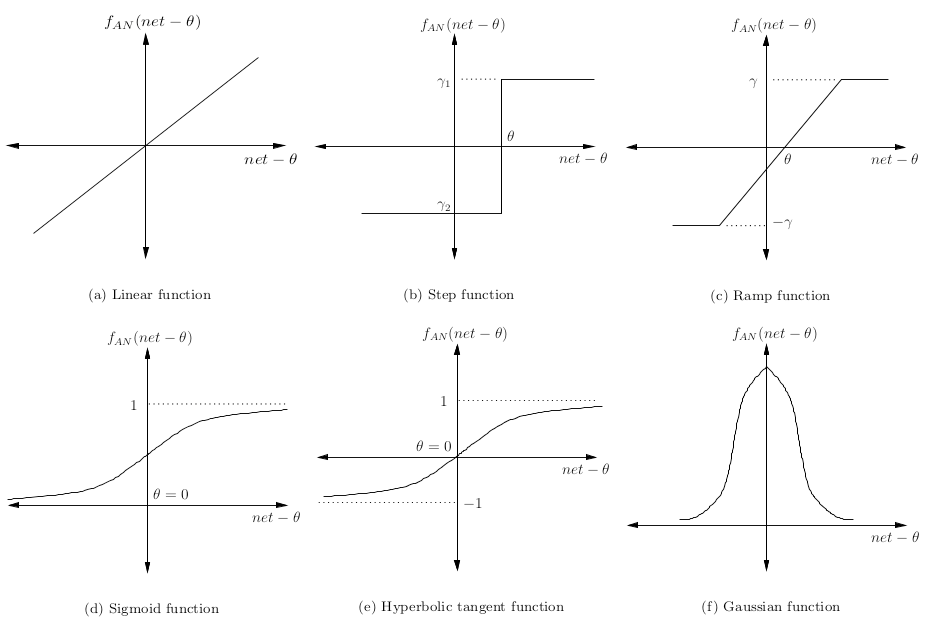 f_AN(net − θ)
net − θ
(a) Linear function
f_AN(net − θ)
γ₁
θ
net − θ
γ₂
(b) Step function
f_AN(net − θ)
γ
θ
net − θ
−γ
(c) Ramp function
f_AN(net − θ)
1
θ = 0
net − θ
(d) Sigmoid function
f_AN(net − θ)
1
θ = 0
net − θ
−1
(e) Hyperbolic tangent function
f_AN(net − θ)
net − θ
(f) Gaussian function